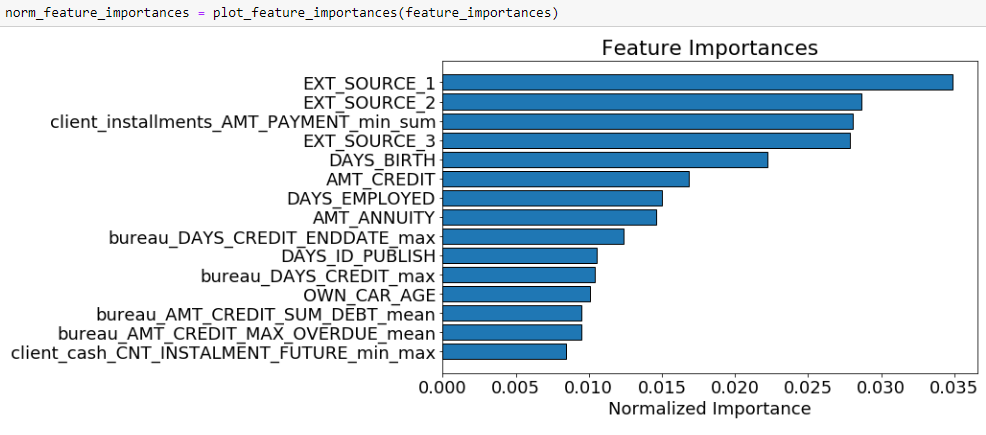 norm_feature_importances = plot_feature_importances(feature_importances)
Feature Importances
EXT_SOURCE_1
EXT_SOURCE_2
client_installments_AMT_PAYMENT_min_sum
EXT_SOURCE_3
DAYS_BIRTH
AMT_CREDIT
DAYS_EMPLOYED
AMT_ANNUITY
bureau_DAYS_CREDIT_ENDDATE_max
DAYS_ID_PUBLISH
bureau_DAYS_CREDIT_max
OWN_CAR_AGE
bureau_AMT_CREDIT_SUM_DEBT_mean
bureau_AMT_CREDIT_MAX_OVERDUE_mean
client_cash_CNT_INSTALMENT_FUTURE_min_max
0.000 0.005 0.010 0.015 0.020 0.025 0.030 0.035
Normalized Importance